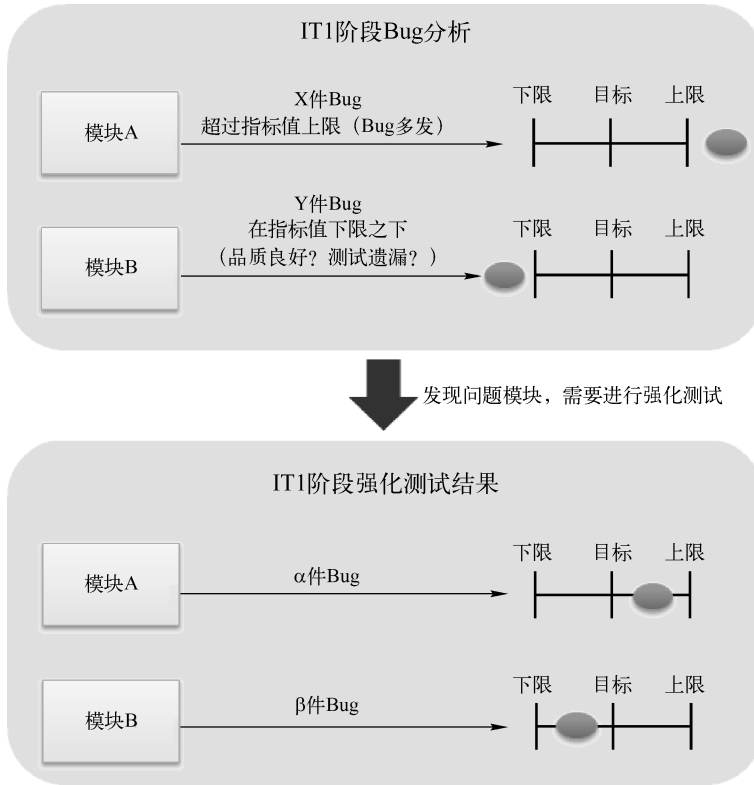 IT1阶段Bug分析
X件Bug
下限 目标 上限
模块A
超过指标值上限（Bug多发）
Y件Bug
下限 目标 上限
在指标值下限之下
模块B
（品质良好？测试遗漏？）
发现问题模块，需要进行强化测试
IT1阶段强化测试结果
下限 目标 上限
模块A
α件Bug
下限 目标 上限
模块B
β件Bug